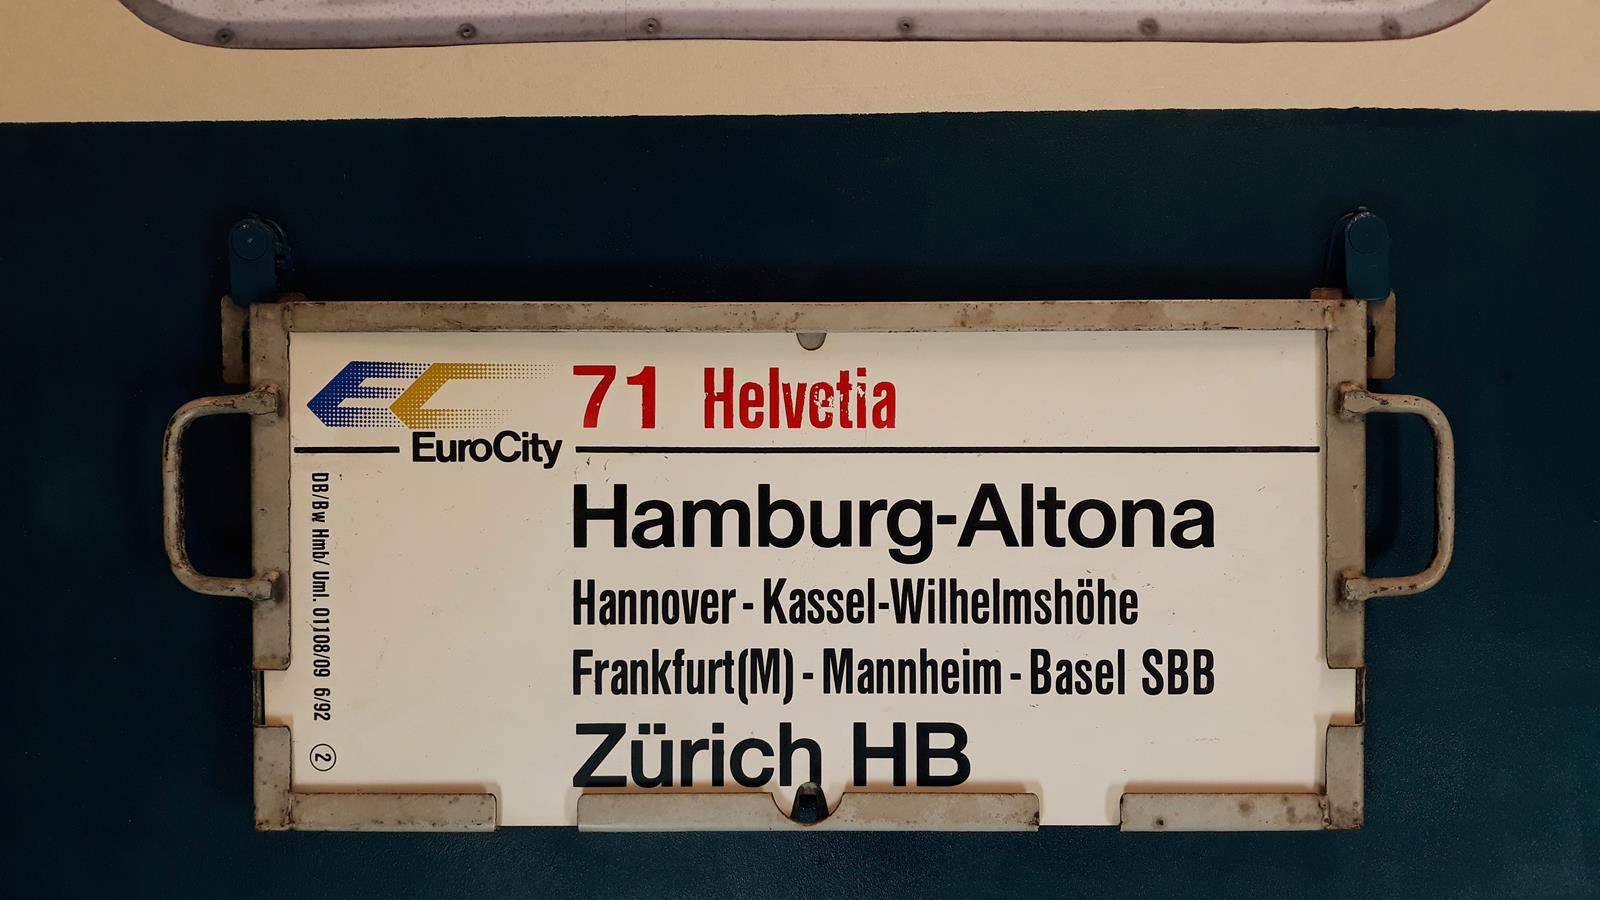 EC 71 Helvetia
EuroCity
Hamburg-Altona
Hannover - Kassel-Wilhelmshöhe
Frankfurt(M) - Mannheim - Basel SBB
Zürich HB
DB/Bw Hmb/ Uml. 01108/09 6/92 2